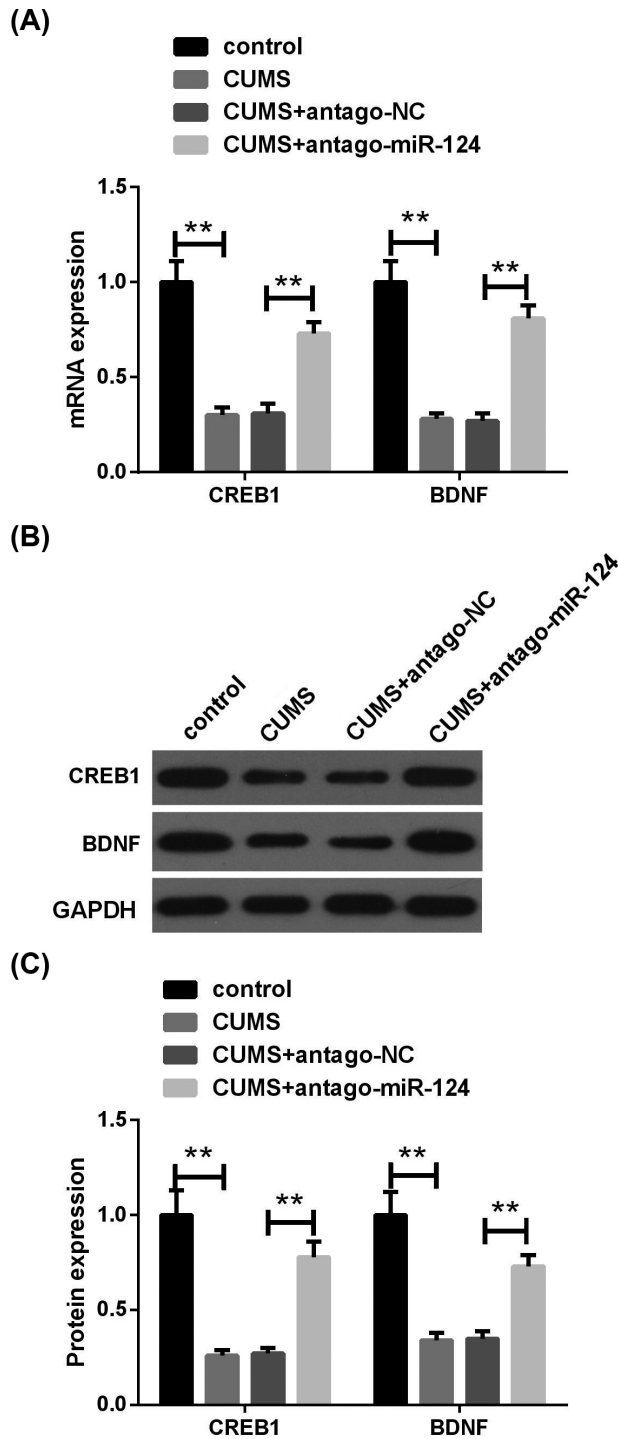 (A)
control
CUMS
CUMS+antago-NC
CUMS+antago-miR-124
mRNA expression
1.5
1.0
0.5
0.0
** ** ** **
CREB1 BDNF
(B)
control CUMS CUMS+antago-NC CUMS+antago-miR-124
CREB1
BDNF
GAPDH
(C)
control
CUMS
CUMS+antago-NC
CUMS+antago-miR-124
Protein expression
1.5
1.0
0.5
0.0
** ** ** **
CREB1 BDNF